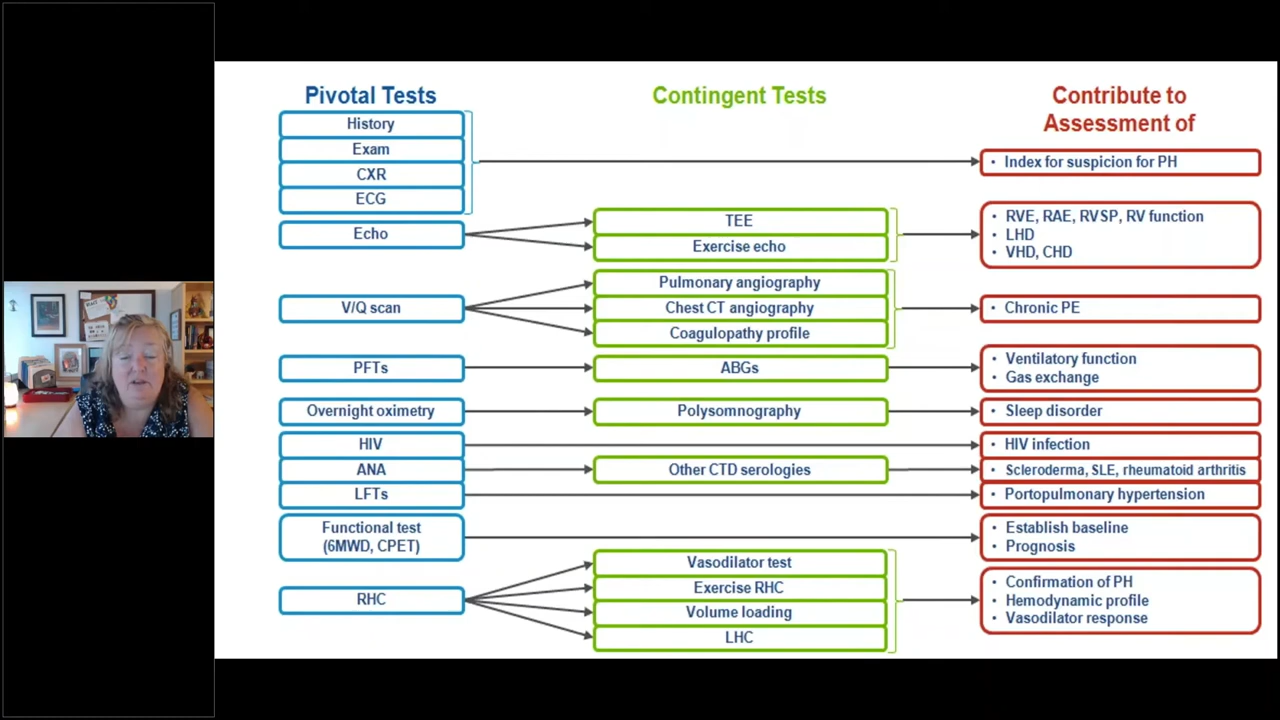 Pivotal Tests
Contingent Tests
Contribute to
Assessment of
History
Exam
CXR
ECG
Index for suspicion for PH
Echo
TEE
Exercise echo
RVE, RAE, RVSP, RV function
LHD
VHD, CHD
V/Q scan
Pulmonary angiography
Chest CT angiography
Coagulopathy profile
Chronic PE
PFTs
ABGs
Ventilatory function
Gas exchange
Overnight oximetry
Polysomnography
Sleep disorder
HIV
HIV infection
ANA
Other CTD serologies
Scleroderma, SLE, rheumatoid arthritis
LFTs
Portopulmonary hypertension
Functional test
(6MWD, CPET)
Establish baseline
Prognosis
RHC
Vasodilator test
Exercise RHC
Volume loading
LHC
Confirmation of PH
Hemodynamic profile
Vasodilator response